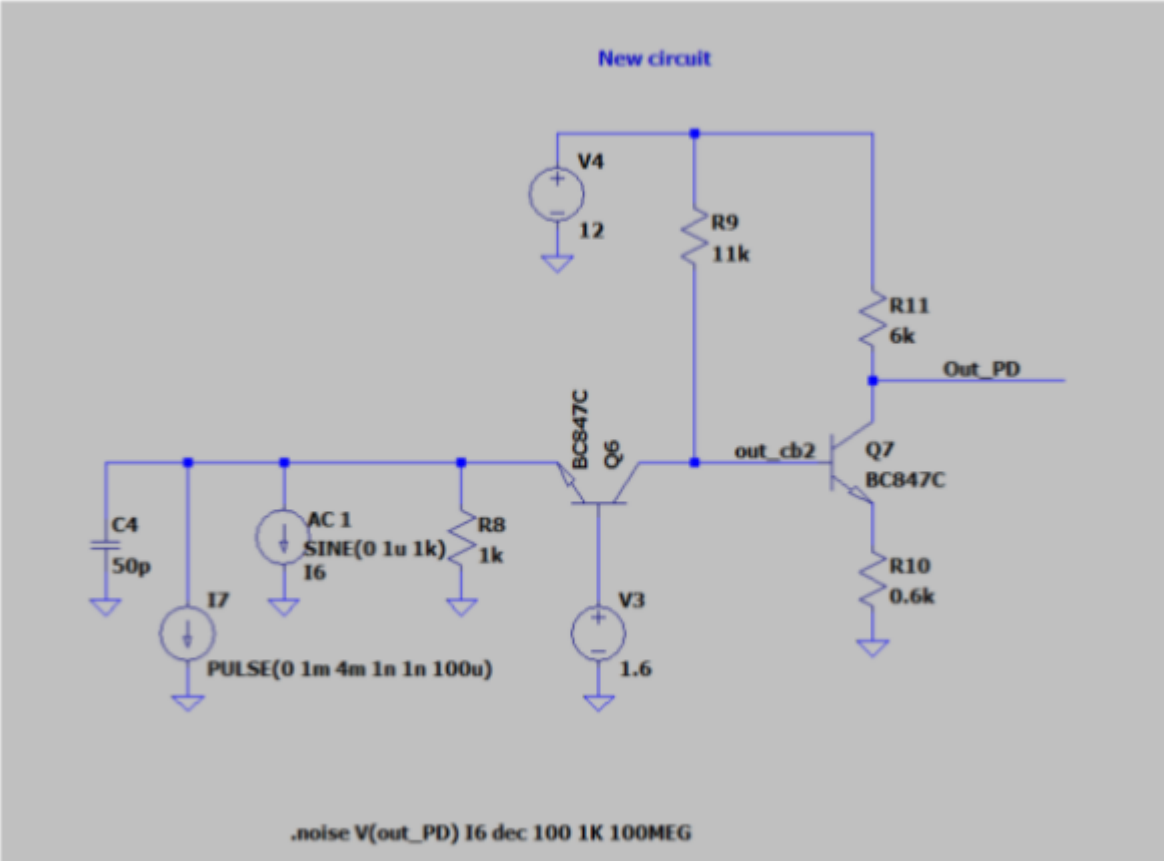 New circuit
V4
12
R9
11k
R11
6k
Out_PD
BC847C
Q6
out_cb2
Q7
BC847C
C4
50p
AC 1
SINE(0 1u 1k)
I6
R8
1k
R10
0.6k
I7
PULSE(0 1m 4m 1n 1n 100u)
V3
1.6
.noise V(out_PD) I6 dec 100 1K 100MEG